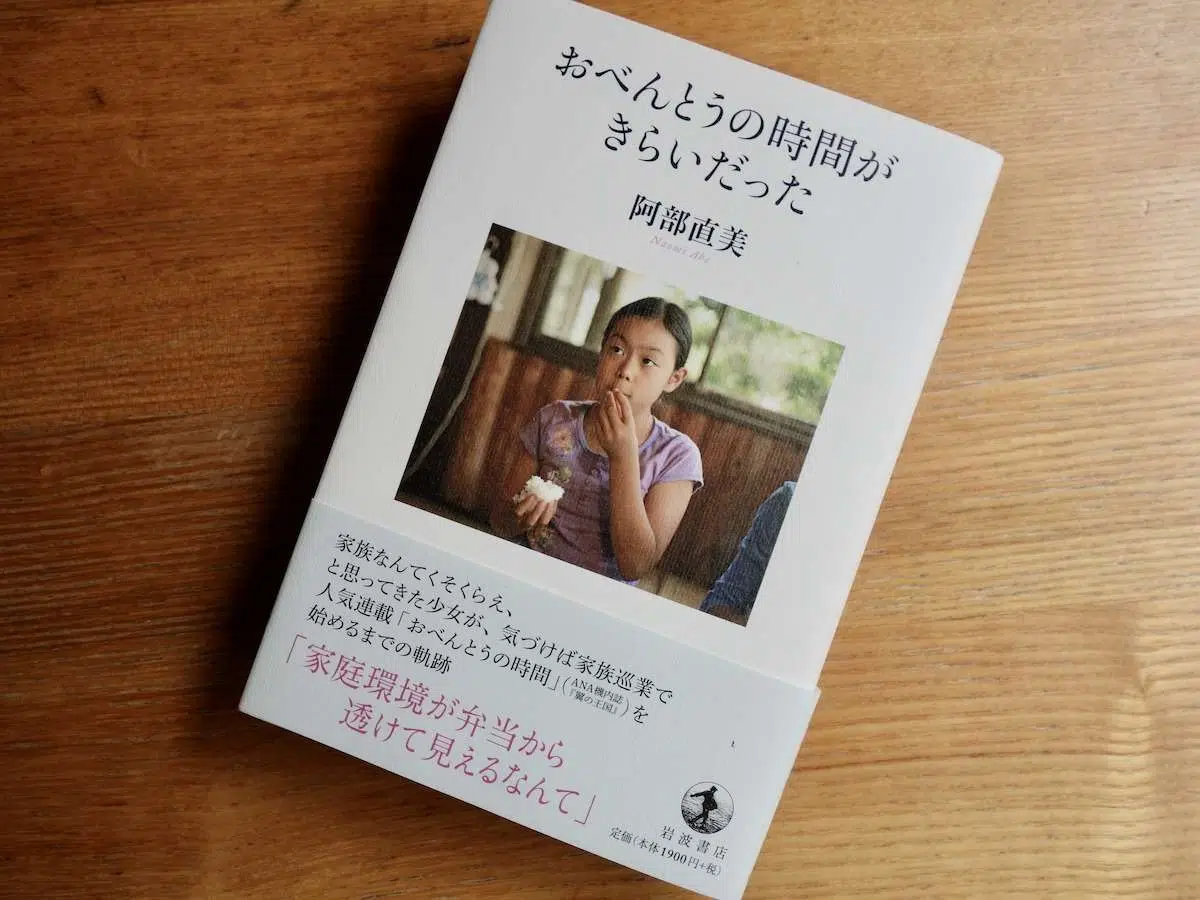 おべんとうの時間が
きらいだった
阿部直美
Naomi Abe
家族なんてくそくらえ、
と思ってきた少女が、気づけば家族巡業で
人気連載「おべんとうの時間」(ANA機内誌『翼の王国』)を
始めるまでの軌跡
「家庭環境が弁当から
透けて見えるなんて」
岩波書店
定価(本体1900円+税)